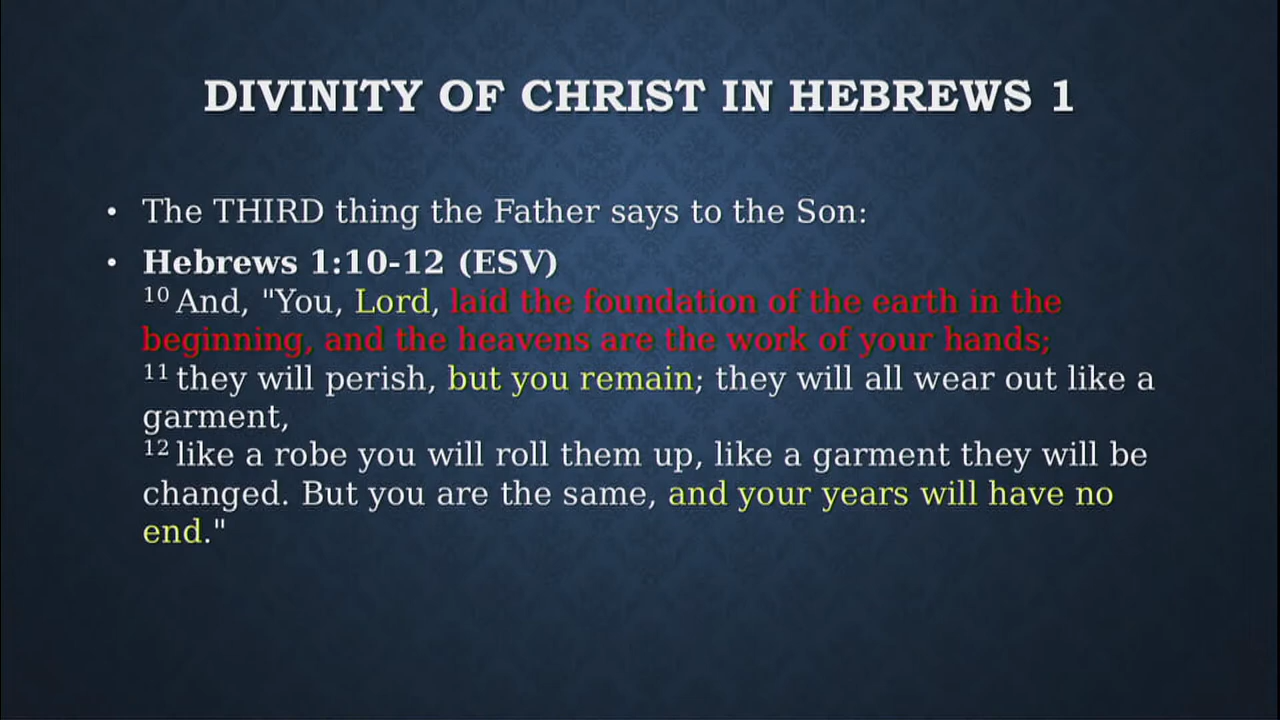 DIVINITY OF CHRIST IN HEBREWS 1
• The THIRD thing the Father says to the Son:
• Hebrews 1:10-12 (ESV)
10 And, "You, Lord, laid the foundation of the earth in the
beginning, and the heavens are the work of your hands;
11 they will perish, but you remain; they will all wear out like a
garment,
12 like a robe you will roll them up, like a garment they will be
changed. But you are the same, and your years will have no
end."